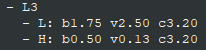 - L3
- L: b1.75 v2.50 c3.20
- H: b0.50 v0.13 c3.20